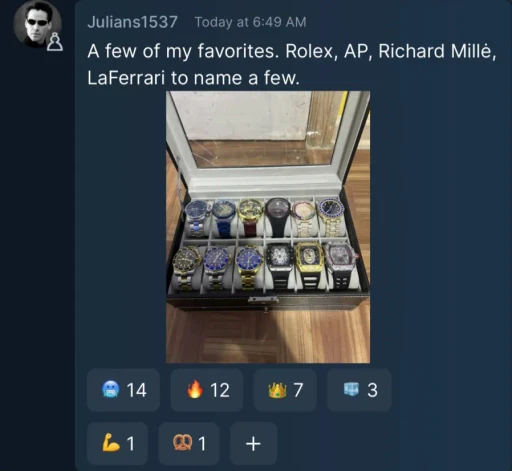 Julians1537 Today at 6:49 AM
A few of my favorites. Rolex, AP, Richard Millė,
LaFerrari to name a few.
14 12 7 3
1 1 +